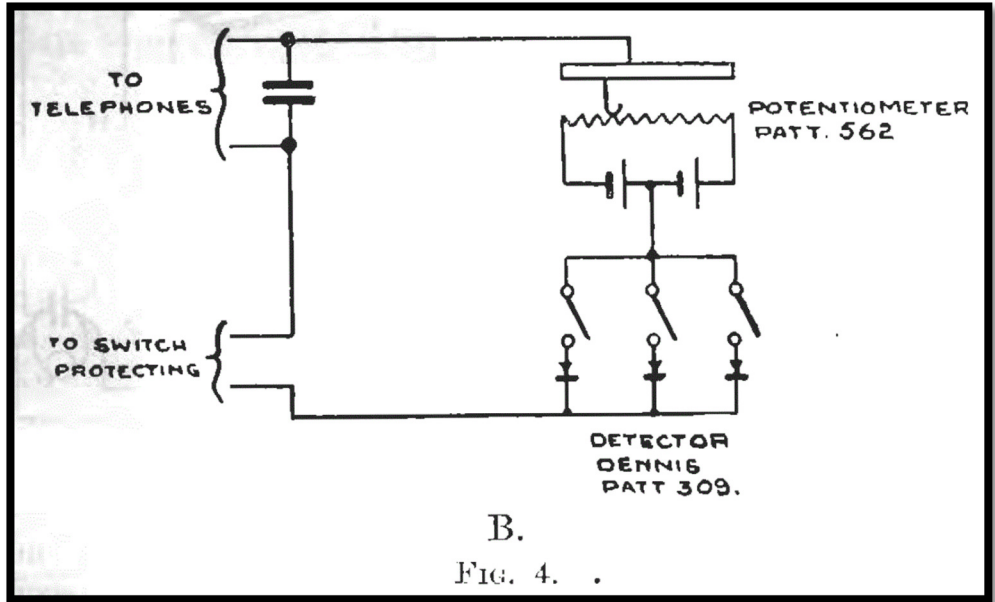 TO
TELEPHONES
POTENTIOMETER
PATT. 562
TO SWITCH
PROTECTING
DETECTOR
DENNIS
PATT 309.
B.
FIG. 4.